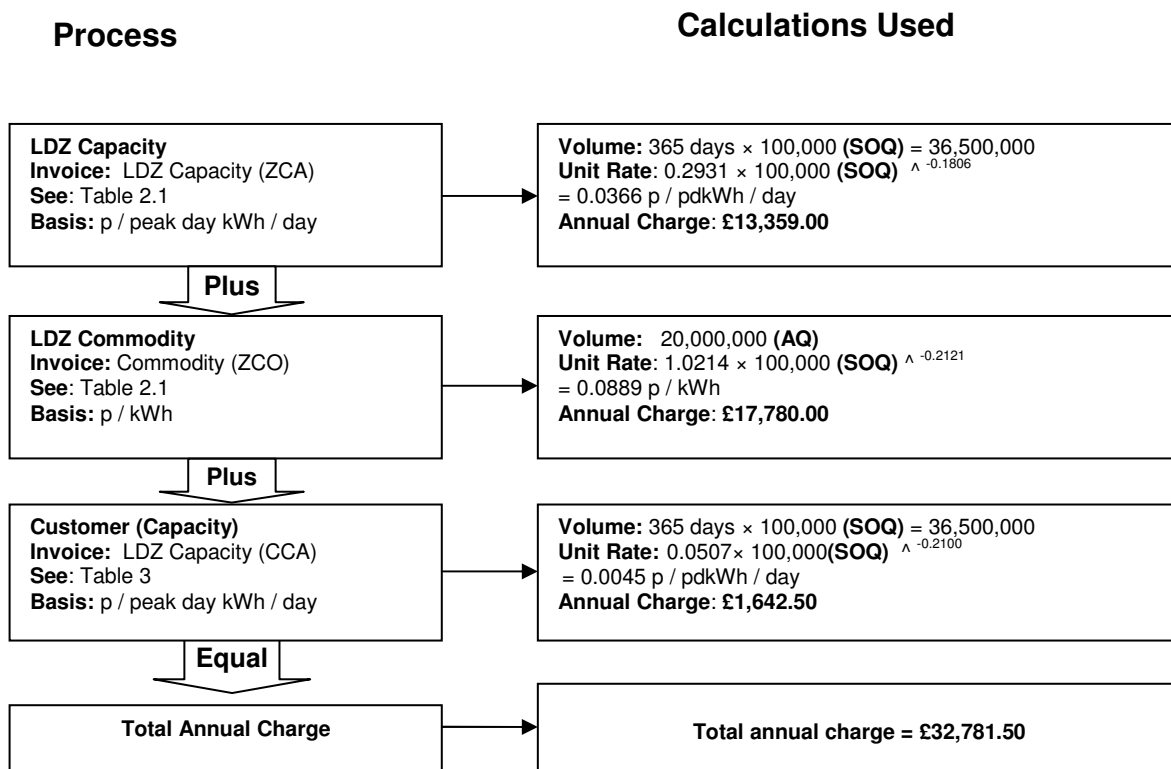 Process
Calculations Used
LDZ Capacity
Invoice: LDZ Capacity (ZCA)
See: Table 2.1
Basis: p / peak day kWh / day
Volume: 365 days × 100,000 (SOQ) = 36,500,000
Unit Rate: 0.2931 × 100,000 (SOQ) ^ -0.1806
= 0.0366 p / pdkWh / day
Annual Charge: £13,359.00
Plus
LDZ Commodity
Invoice: Commodity (ZCO)
See: Table 2.1
Basis: p / kWh
Volume: 20,000,000 (AQ)
Unit Rate: 1.0214 × 100,000 (SOQ) ^ -0.2121
= 0.0889 p / kWh
Annual Charge: £17,780.00
Plus
Customer (Capacity)
Invoice: LDZ Capacity (CCA)
See: Table 3
Basis: p / peak day kWh / day
Volume: 365 days × 100,000 (SOQ) = 36,500,000
Unit Rate: 0.0507× 100,000(SOQ) ^ -0.2100
= 0.0045 p / pdkWh / day
Annual Charge: £1,642.50
Equal
Total Annual Charge
Total annual charge = £32,781.50